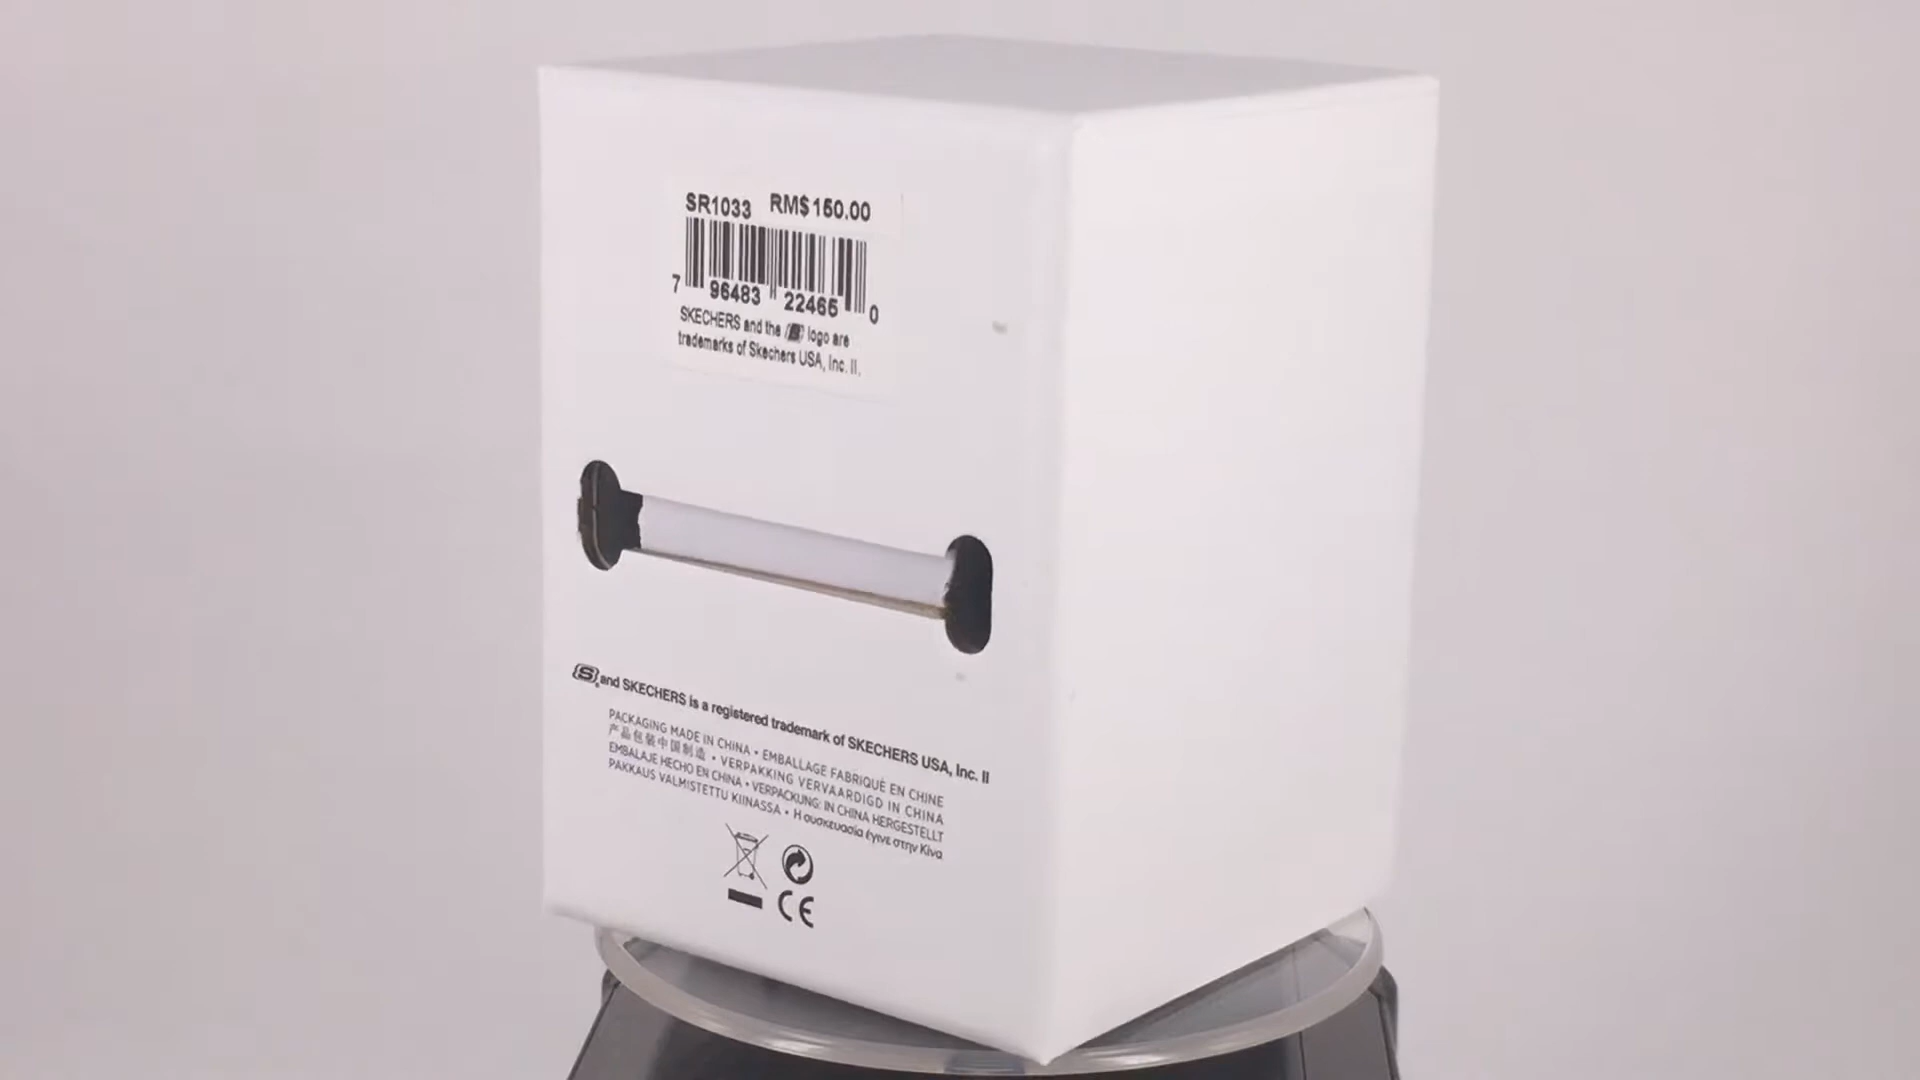 SR1033 RM$150.00
7 96483 22465 0
SKECHERS and the S logo are
trademarks of Skechers USA, Inc. II.
S and SKECHERS is a registered trademark of SKECHERS USA, Inc. II
PACKAGING MADE IN CHINA • EMBALLAGE FABRIQUÉ EN CHINE
产品包装中国制造 • VERPAKKING VERVAARDIGD IN CHINA
EMBALAJE HECHO EN CHINA • VERPACKUNG: IN CHINA HERGESTELLT
PAKKAUS VALMISTETTU KIINASSA • Η συσκευασία έγινε στην Κίνα
CE